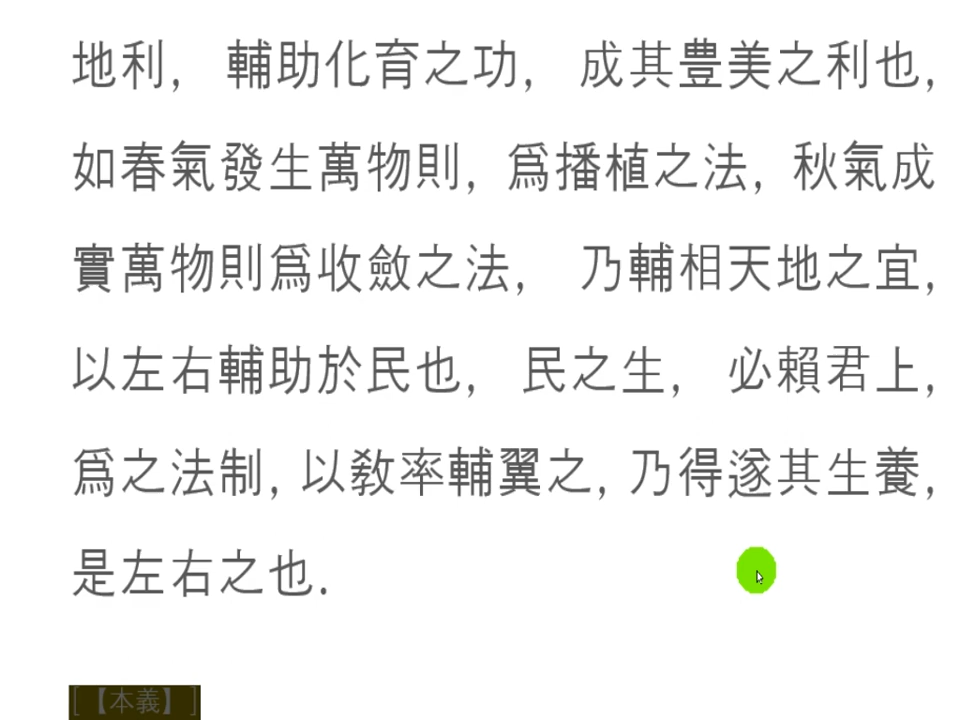 地利, 輔助化育之功, 成其豊美之利也,
如春氣發生萬物則, 爲播植之法, 秋氣成
實萬物則爲收斂之法, 乃輔相天地之宜,
以左右輔助於民也, 民之生, 必賴君上,
爲之法制, 以敎率輔翼之, 乃得遂其生養,
是左右之也.
[【本義】]